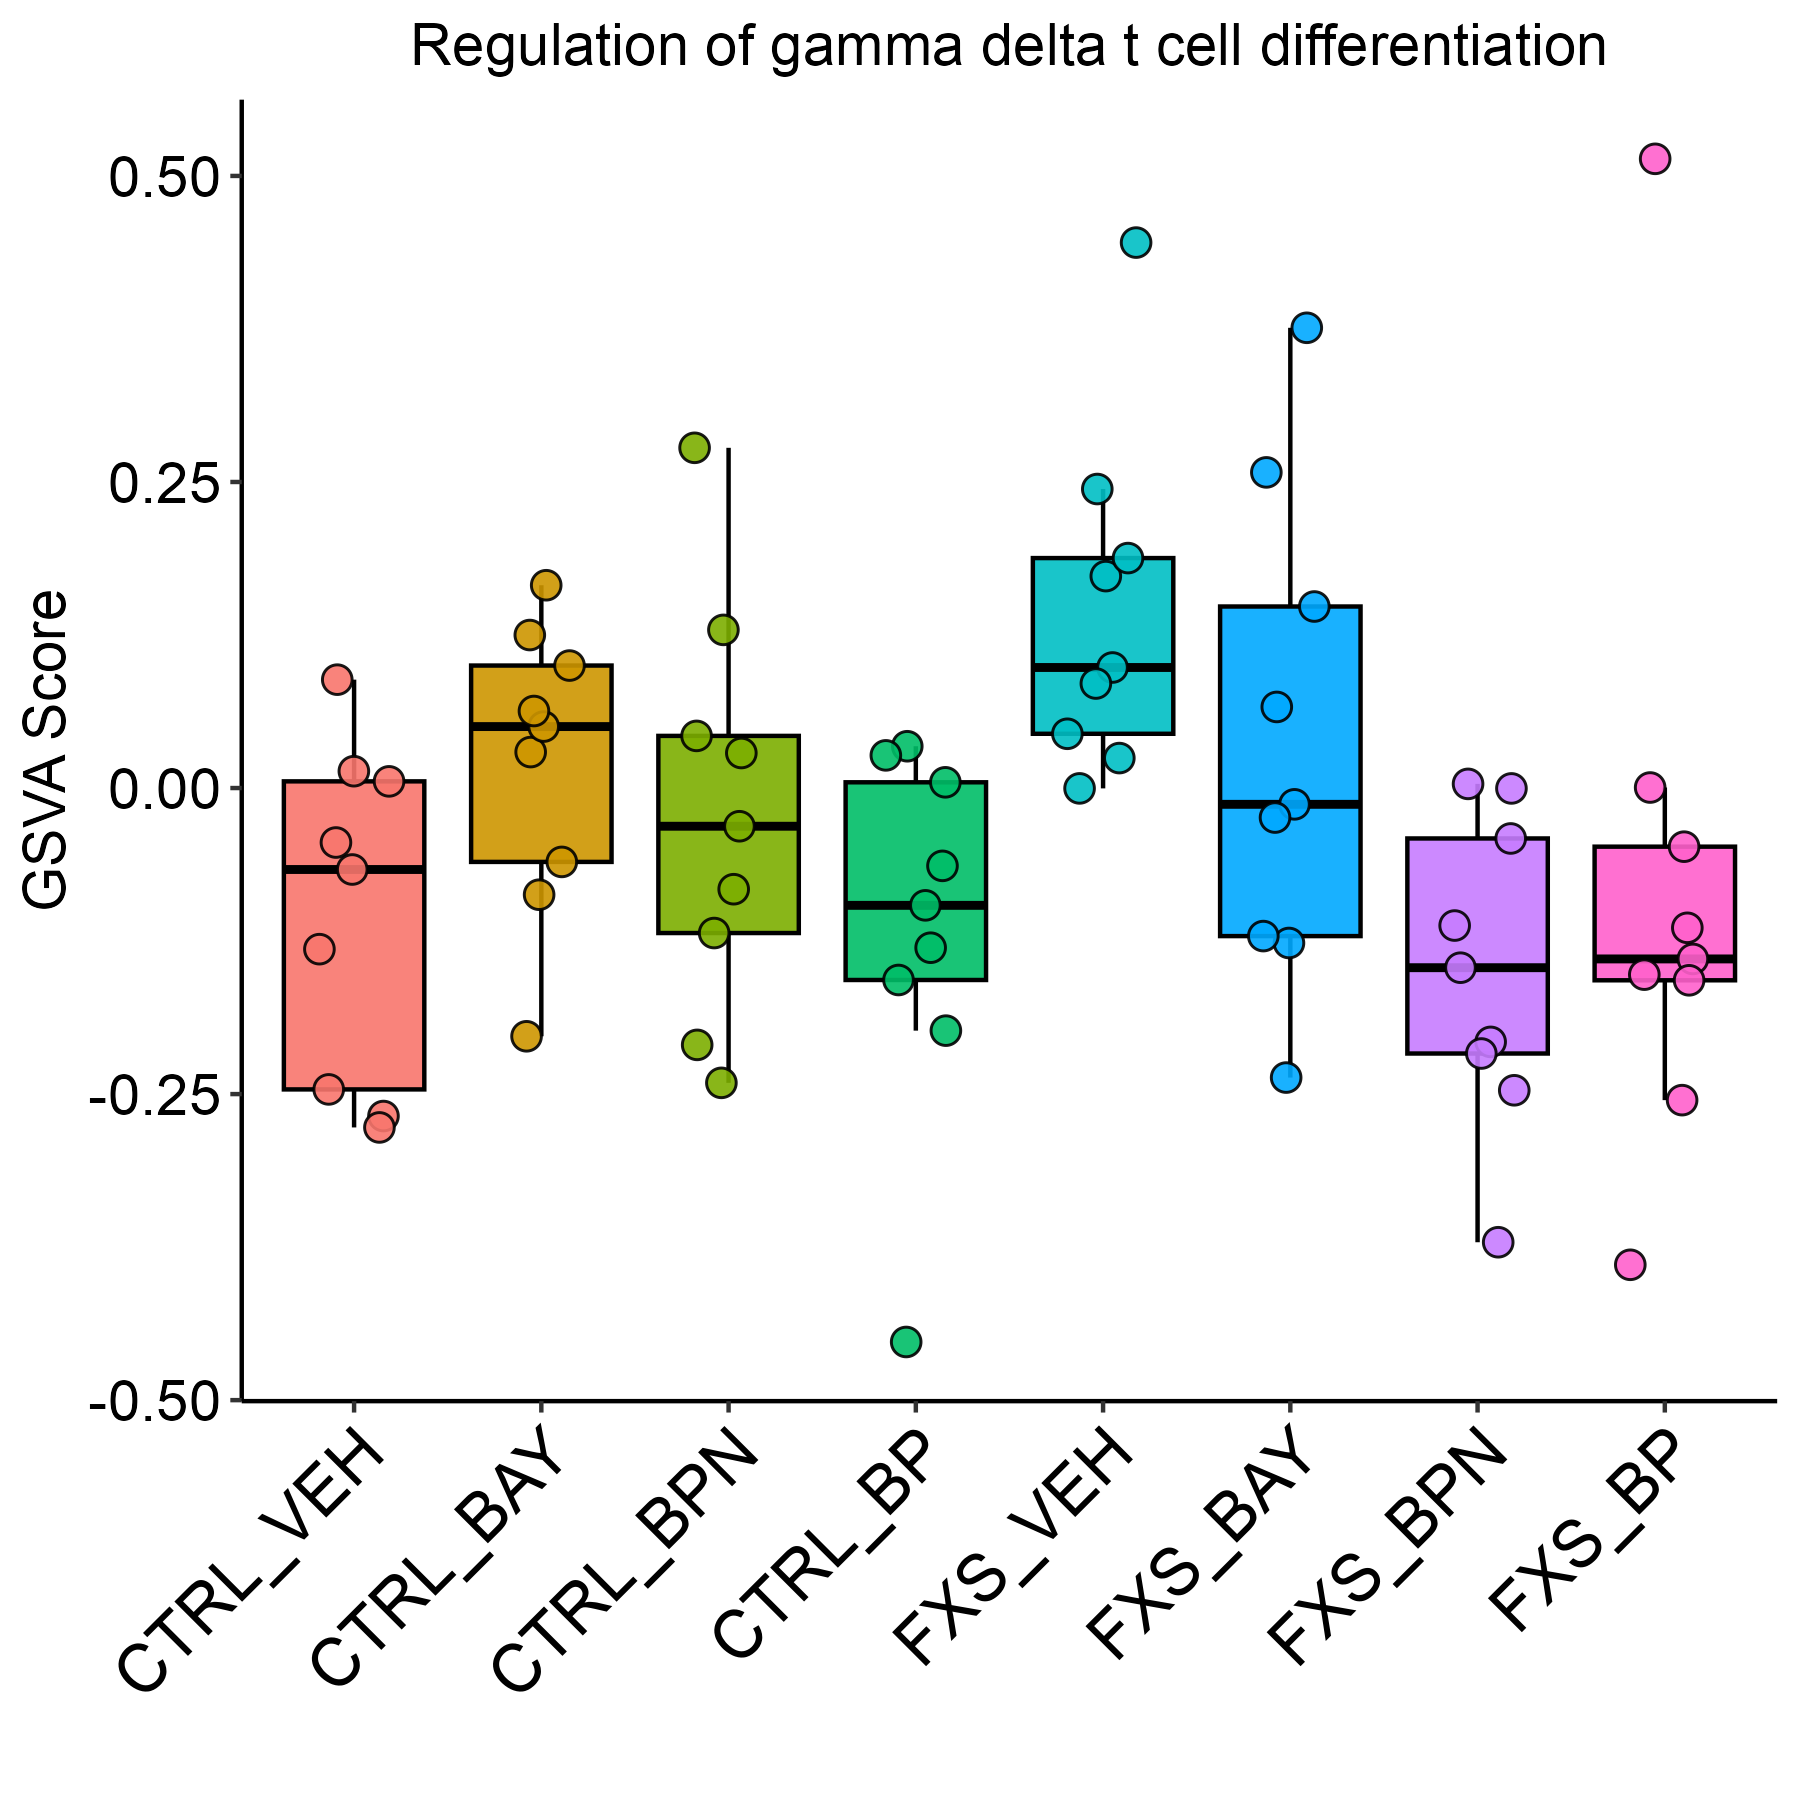 Regulation of gamma delta t cell differentiation
GSVA Score
0.50
0.25
0.00
-0.25
-0.50
CTRL_VEH
CTRL_BAY
CTRL_BPN
CTRL_BP
FXS_VEH
FXS_BAY
FXS_BPN
FXS_BP